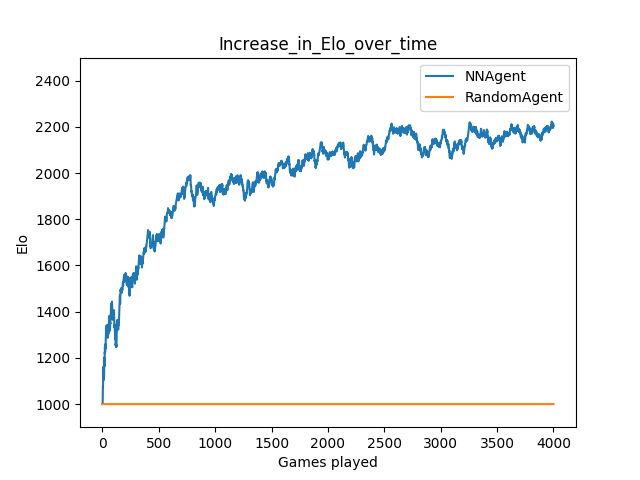 Increase_in_Elo_over_time
NNAgent
RandomAgent
2400
2200
2000
1800
1600
1400
1200
1000
Elo
0 500 1000 1500 2000 2500 3000 3500 4000
Games played